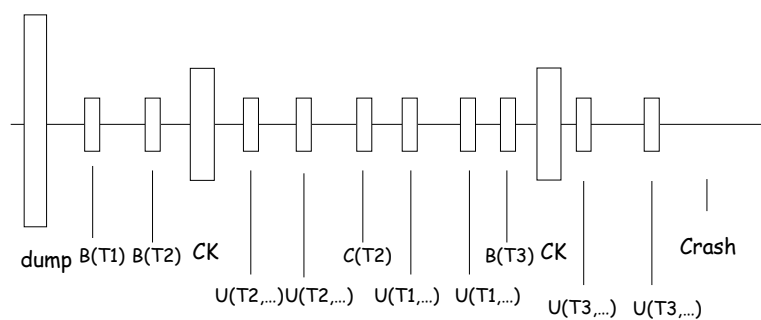 dump B(T1) B(T2) CK C(T2) B(T3) CK Crash
U(T2,...) U(T2,...) U(T1,...) U(T1,...) U(T3,...) U(T3,...)